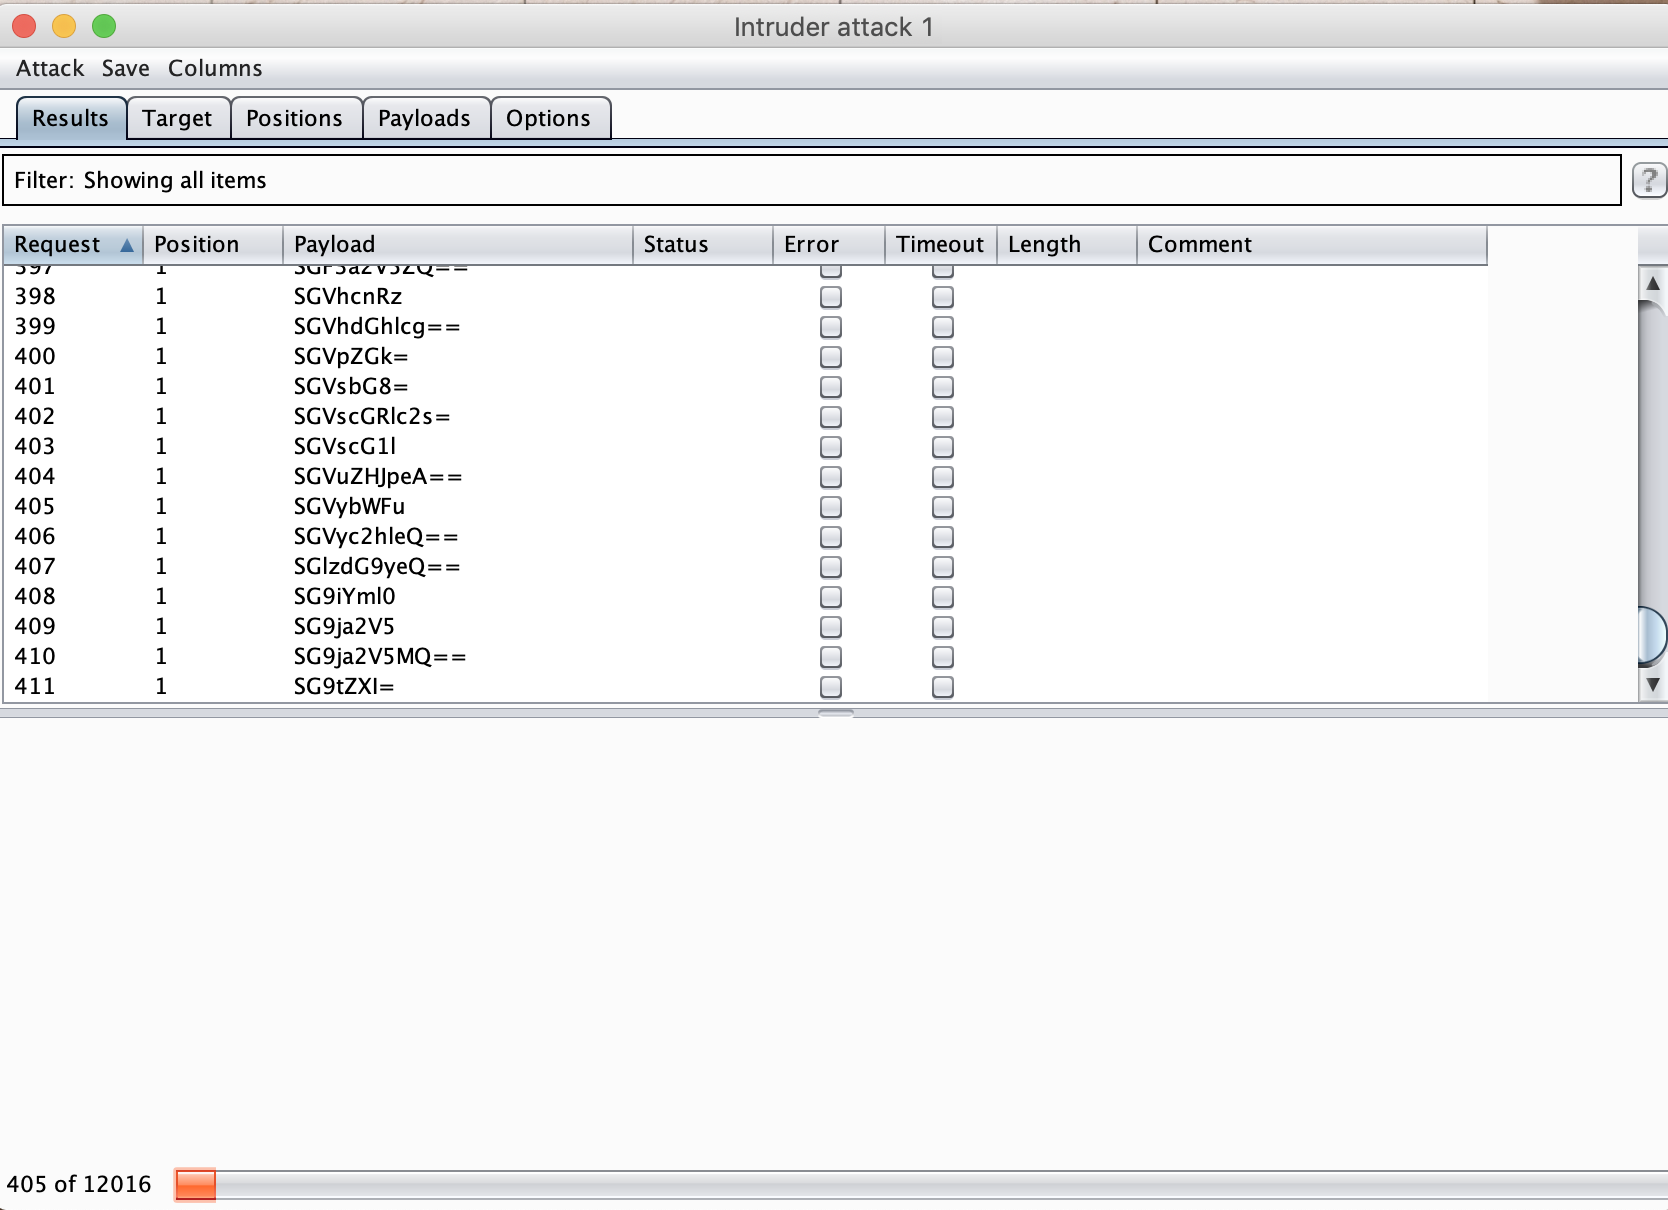 Intruder attack 1
Attack Save Columns
Results Target Positions Payloads Options
Filter: Showing all items
?
Request Position Payload Status Error Timeout Length Comment
397 1
398 1 SGVhcnRz
399 1 SGVhdGhlcg==
400 1 SGVpZGk=
401 1 SGVsbG8=
402 1 SGVscGRlc2s=
403 1 SGVscG1l
404 1 SGVuZHJpeA==
405 1 SGVybWFu
406 1 SGVyc2hleQ==
407 1 SGlzdG9yeQ==
408 1 SG9iYml0
409 1 SG9ja2V5
410 1 SG9ja2V5MQ==
411 1 SG9tZXI=
405 of 12016